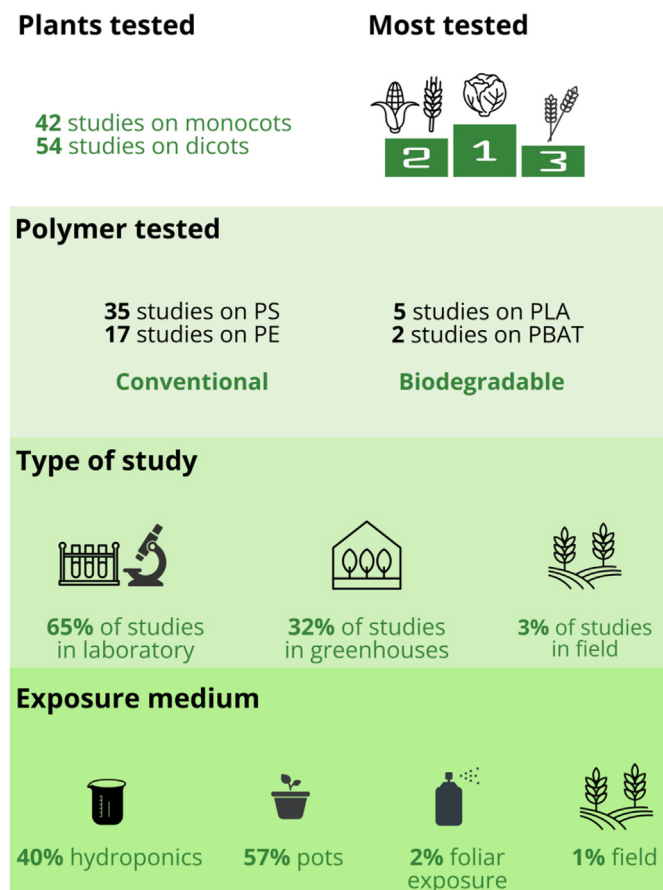 Plants tested
Most tested
42 studies on monocots
54 studies on dicots
2
1
3
Polymer tested
35 studies on PS
17 studies on PE
5 studies on PLA
2 studies on PBAT
Conventional
Biodegradable
Type of study
65% of studies
in laboratory
32% of studies
in greenhouses
3% of studies
in field
Exposure medium
40% hydroponics
57% pots
2% foliar
exposure
1% field